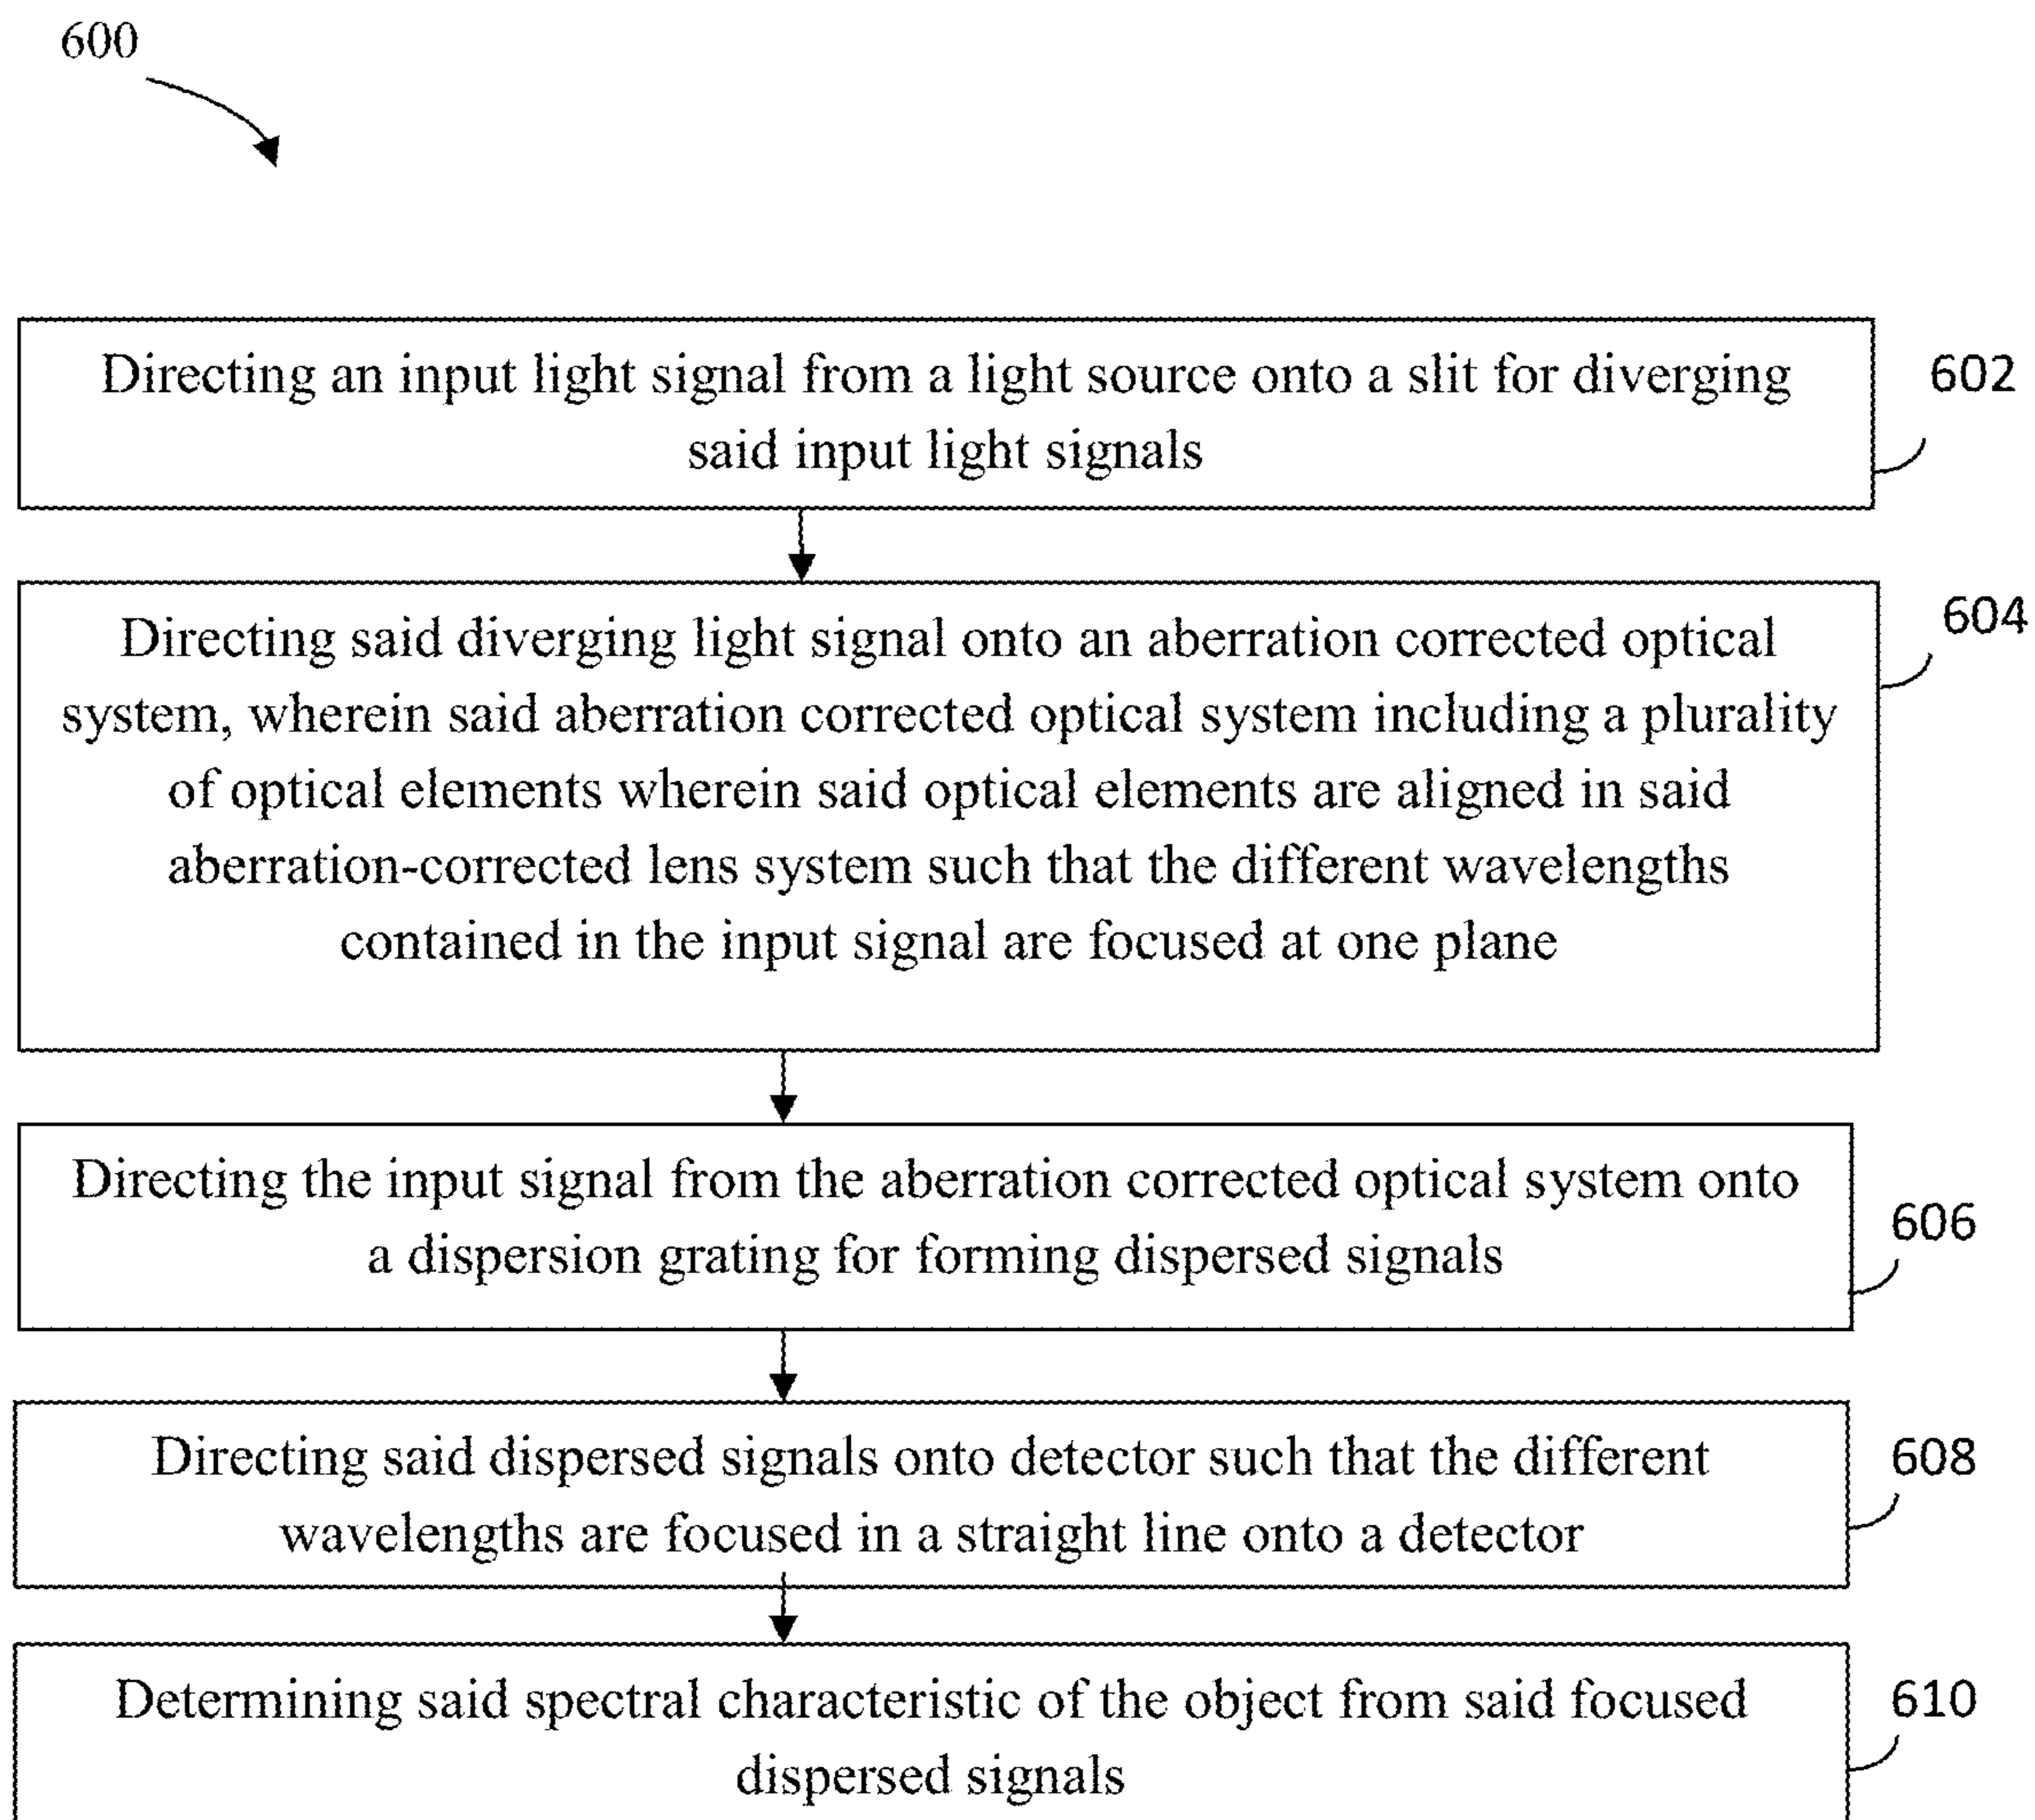 600
Directing an input light signal from a light source onto a slit for diverging
said input light signals
602
Directing said diverging light signal onto an aberration corrected optical
system, wherein said aberration corrected optical system including a plurality
of optical elements wherein said optical elements are aligned in said
aberration-corrected lens system such that the different wavelengths
contained in the input signal are focused at one plane
604
Directing the input signal from the aberration corrected optical system onto
a dispersion grating for forming dispersed signals
606
Directing said dispersed signals onto detector such that the different
wavelengths are focused in a straight line onto a detector
608
Determining said spectral characteristic of the object from said focused
dispersed signals
610